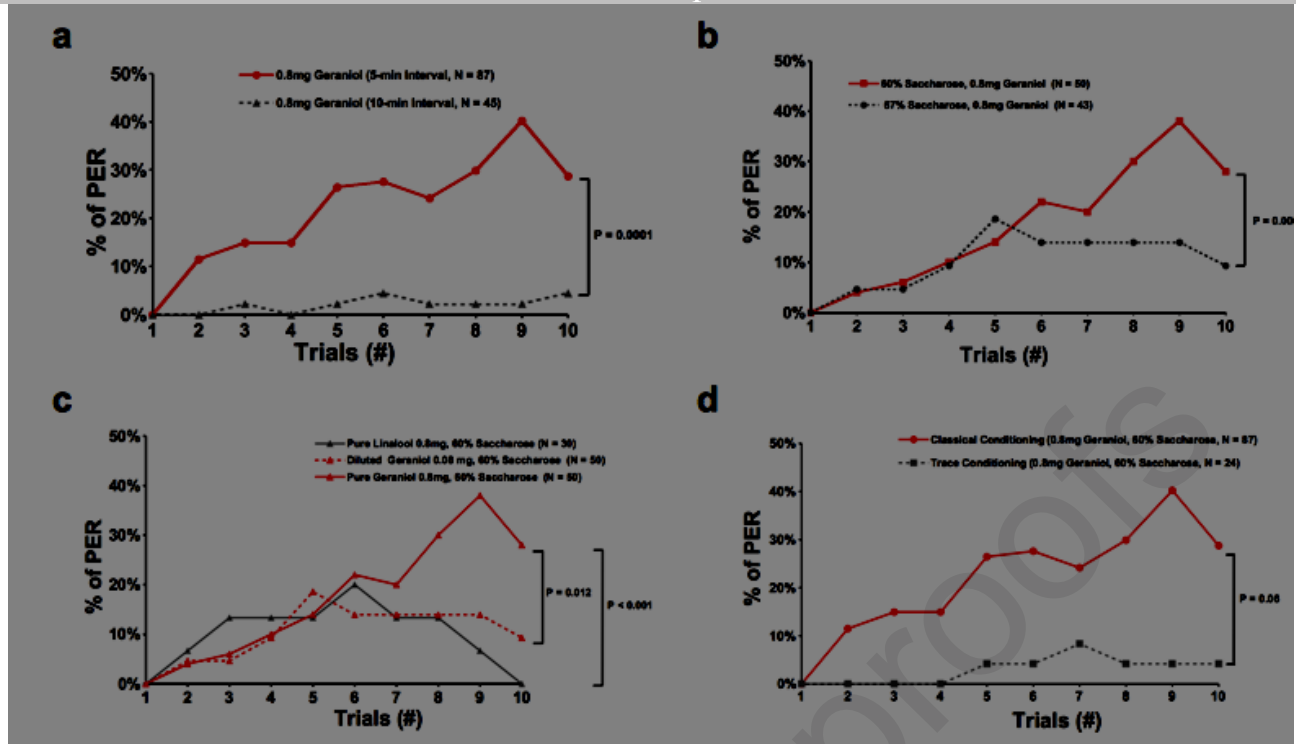 a
50%
40%
30%
20%
10%
0%
% of PER
0.8mg Geraniol (5-min Interval, N = 87)
0.8mg Geraniol (10-min Interval, N = 45)
P = 0.0001
1 2 3 4 5 6 7 8 9 10
Trials (#)
b
50%
40%
30%
20%
10%
0%
% of PER
60% Saccharose, 0.8mg Geraniol (N = 50)
57% Saccharose, 0.8mg Geraniol (N = 43)
P = 0.00
1 2 3 4 5 6 7 8 9 10
Trials (#)
c
50%
40%
30%
20%
10%
0%
% of PER
Pure Linalool 0.8mg, 60% Saccharose (N = 30)
Diluted Geraniol 0.08 mg, 60% Saccharose (N = 50)
Pure Geraniol 0.8mg, 60% Saccharose (N = 50)
P = 0.012
P < 0.001
1 2 3 4 5 6 7 8 9 10
Trials (#)
d
50%
40%
30%
20%
10%
0%
% of PER
Classical Conditioning (0.8mg Geraniol, 60% Saccharose, N = 87)
Trace Conditioning (0.8mg Geraniol, 60% Saccharose, N = 24)
P = 0.06
1 2 3 4 5 6 7 8 9 10
Trials (#)
proofs